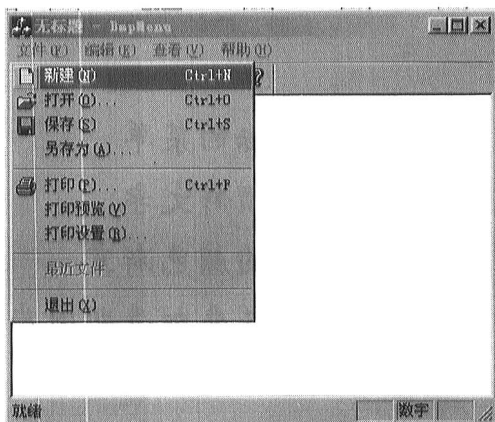 无标题 - BmpMenu
文件(F) 编辑(E) 查看(V) 帮助(H)
新建(N) Ctrl+N
打开(O)... Ctrl+O
保存(S) Ctrl+S
另存为(A)...
打印(P)... Ctrl+P
打印预览(V)
打印设置(R)...
最近文件
退出(X)
就绪 数字